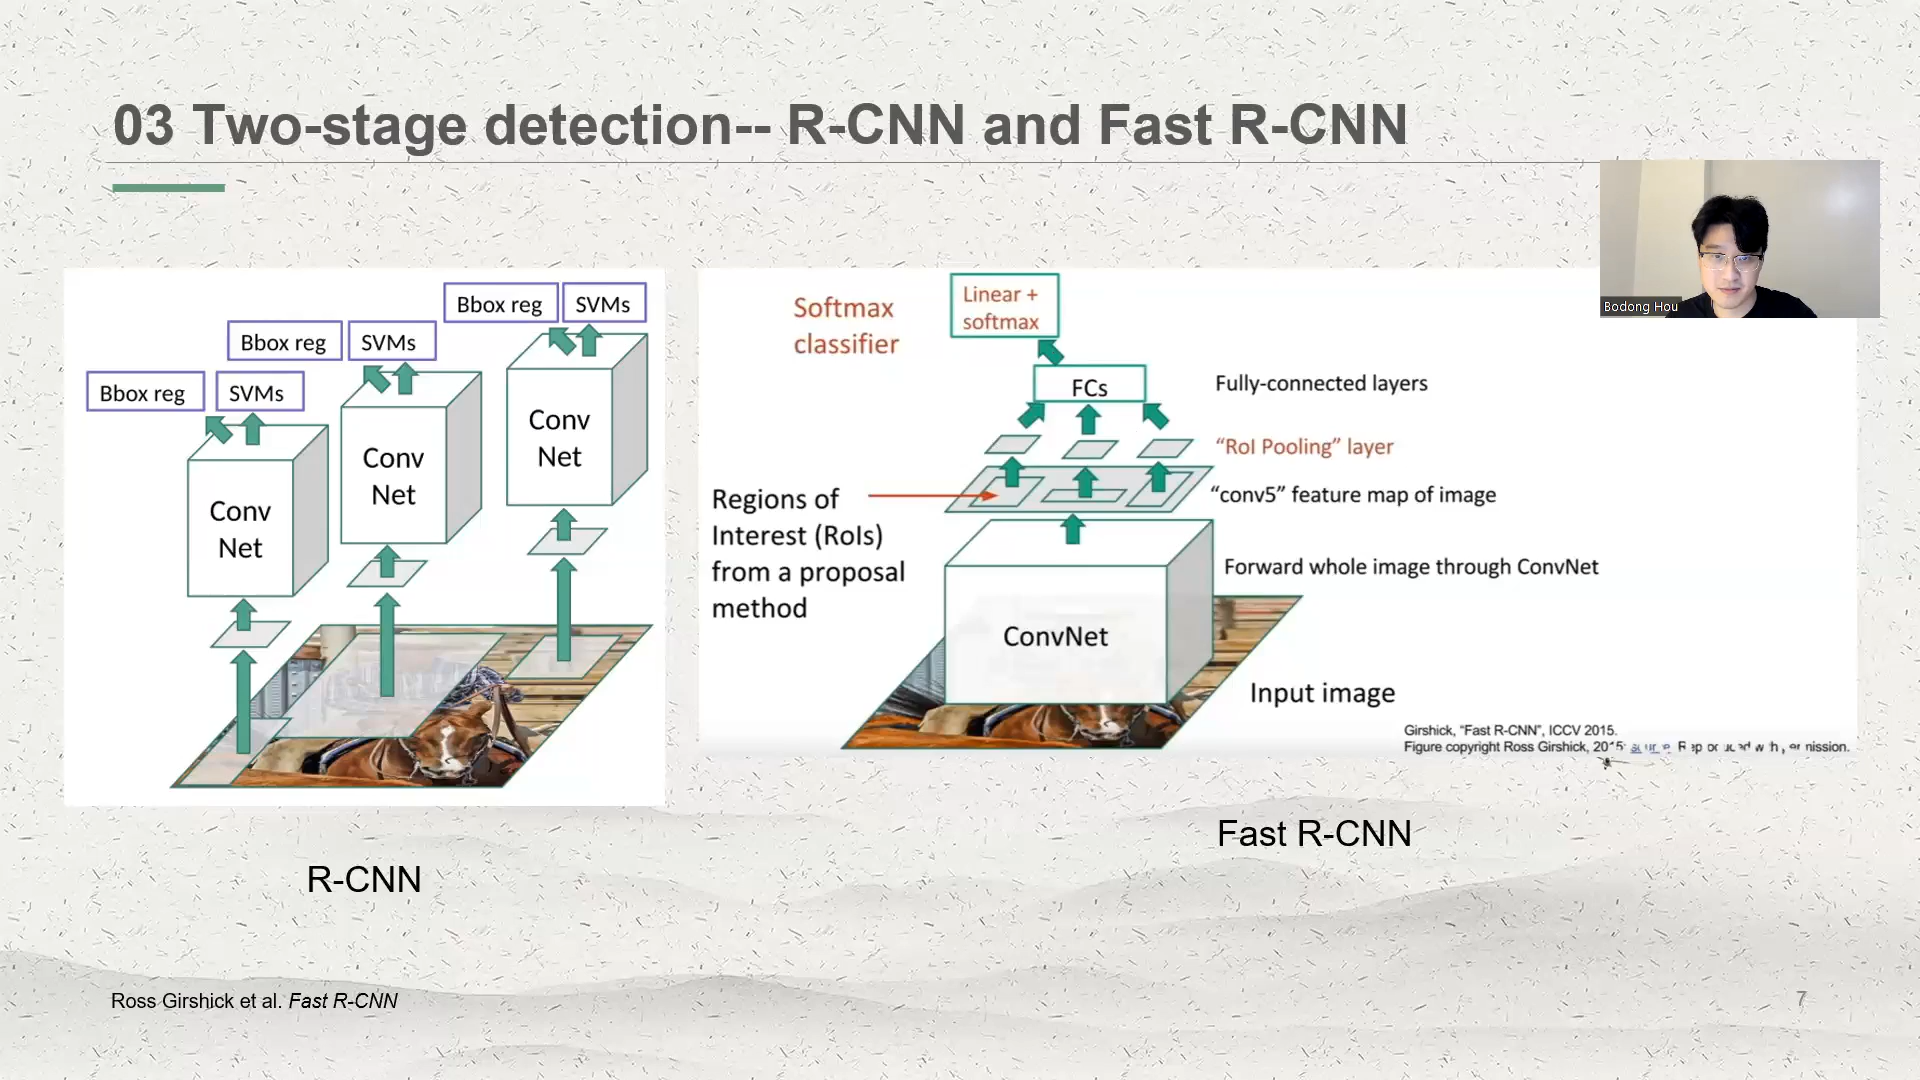 03 Two-stage detection-- R-CNN and Fast R-CNN
Bodong Hou
Bbox reg
SVMs
Bbox reg
SVMs
Bbox reg
SVMs
Conv
Net
Conv
Net
Conv
Net
R-CNN
Softmax
classifier
Linear +
softmax
FCs
Fully-connected layers
“RoI Pooling” layer
Regions of
Interest (RoIs)
from a proposal
method
“conv5” feature map of image
Forward whole image through ConvNet
ConvNet
Input image
Girshick, “Fast R-CNN”, ICCV 2015.
Figure copyright Ross Girshick, 2015;
Fast R-CNN
Ross Girshick et al. Fast R-CNN
7